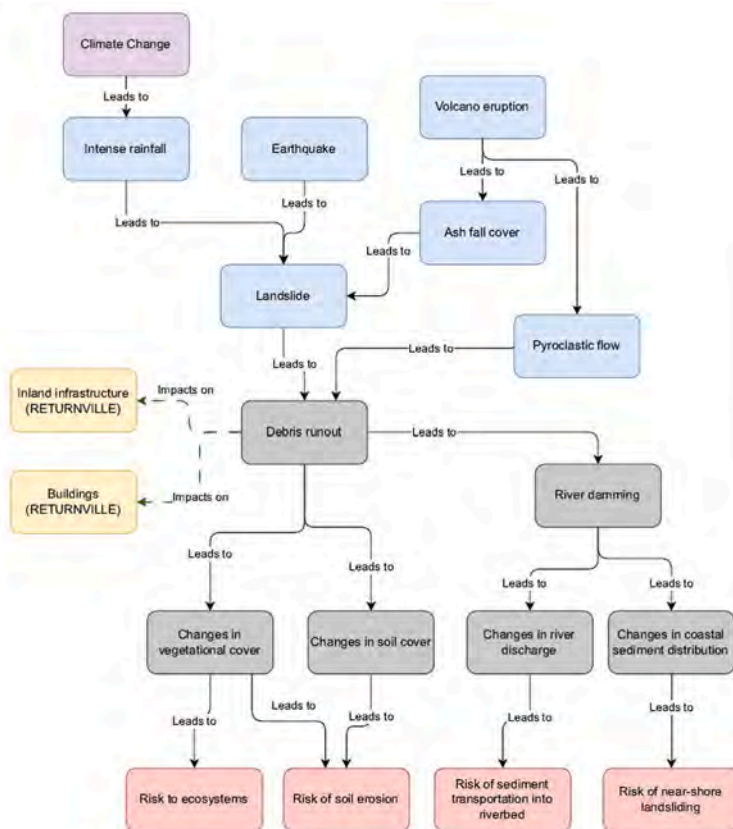 Climate Change
Leads to
Volcano eruption
Intense rainfall
Earthquake
Leads to
Leads to
Leads to
Leads to
Ash fall cover
Leads to
Landslide
Pyroclastic flow
Leads to
Leads to
Inland infrastructure
(RETURNVILLE)
Impacts on
Debris runout
Leads to
Buildings
(RETURNVILLE)
Impacts on
River damming
Leads to
Leads to
Leads to
Leads to
Changes in
vegetational cover
Changes in soil cover
Changes in river
discharge
Changes in coastal
sediment distribution
Leads to
Leads to
Leads to
Leads to
Leads to
Risk to ecosystems
Risk of soil erosion
Risk of sediment
transportation into
riverbed
Risk of near-shore
landsliding